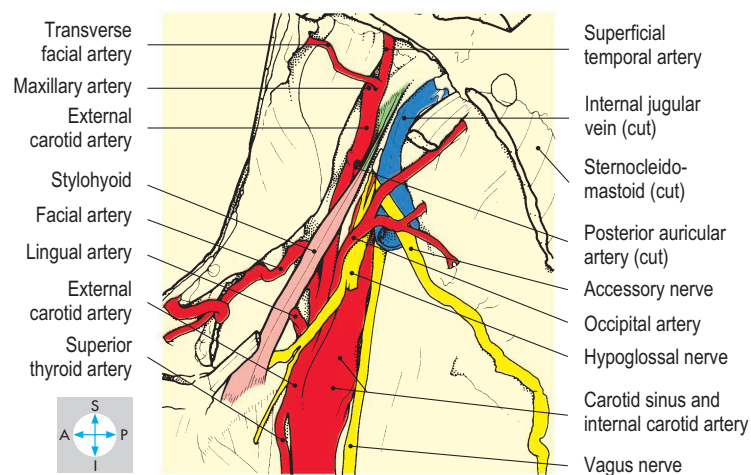 Transverse
facial artery
Maxillary artery
External
carotid artery
Stylohyoid
Facial artery
Lingual artery
External
carotid artery
Superior
thyroid artery
S
A
P
I
Superficial
temporal artery
Internal jugular
vein (cut)
Sternocleido-
mastoid (cut)
Posterior auricular
artery (cut)
Accessory nerve
Occipital artery
Hypoglossal nerve
Carotid sinus and
internal carotid artery
Vagus nerve